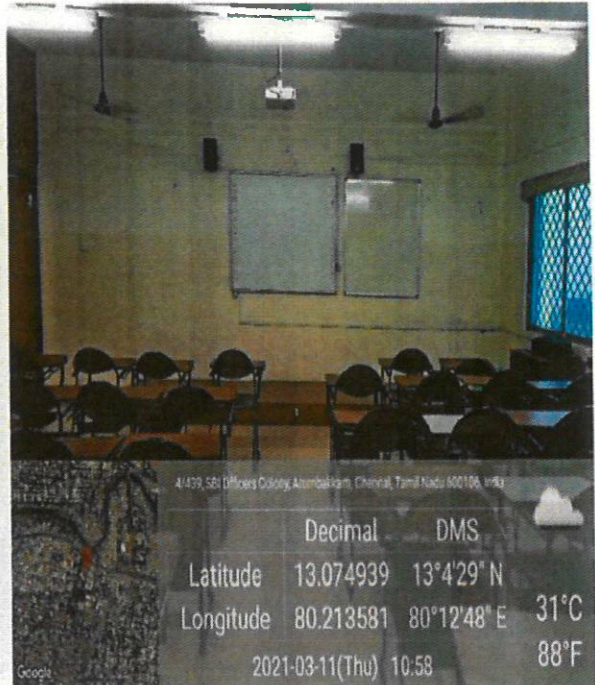 4/439, SBI Officers Colony, Arumbakkam, Chennai, Tamil Nadu 600106, India
Decimal DMS
Latitude 13.074939 13°4'29" N
Longitude 80.213581 80°12'48" E
31°C
88°F
2021-03-11(Thu) 10:58
Google